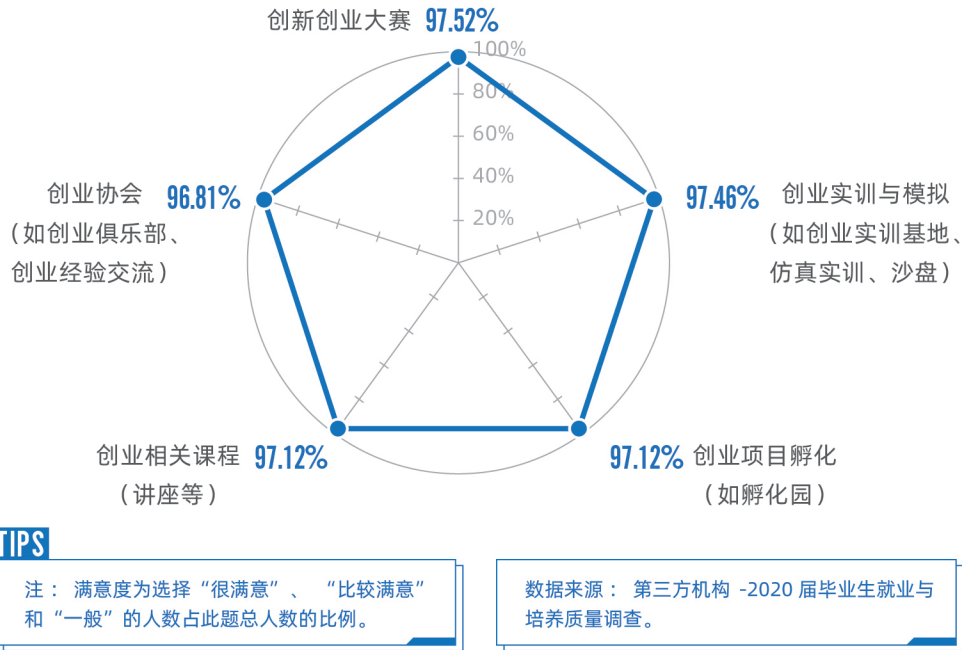 创新创业大赛 97.52%
100%
80%
60%
40%
20%
创业协会 96.81%
（如创业俱乐部、
创业经验交流）
97.46% 创业实训与模拟
（如创业实训基地、
仿真实训、沙盘）
创业相关课程 97.12%
（讲座等）
97.12% 创业项目孵化
（如孵化园）
TIPS
注：满意度为选择“很满意”、“比较满意”
和“一般”的人数占此题总人数的比例。
数据来源：第三方机构 -2020 届毕业生就业与
培养质量调查。